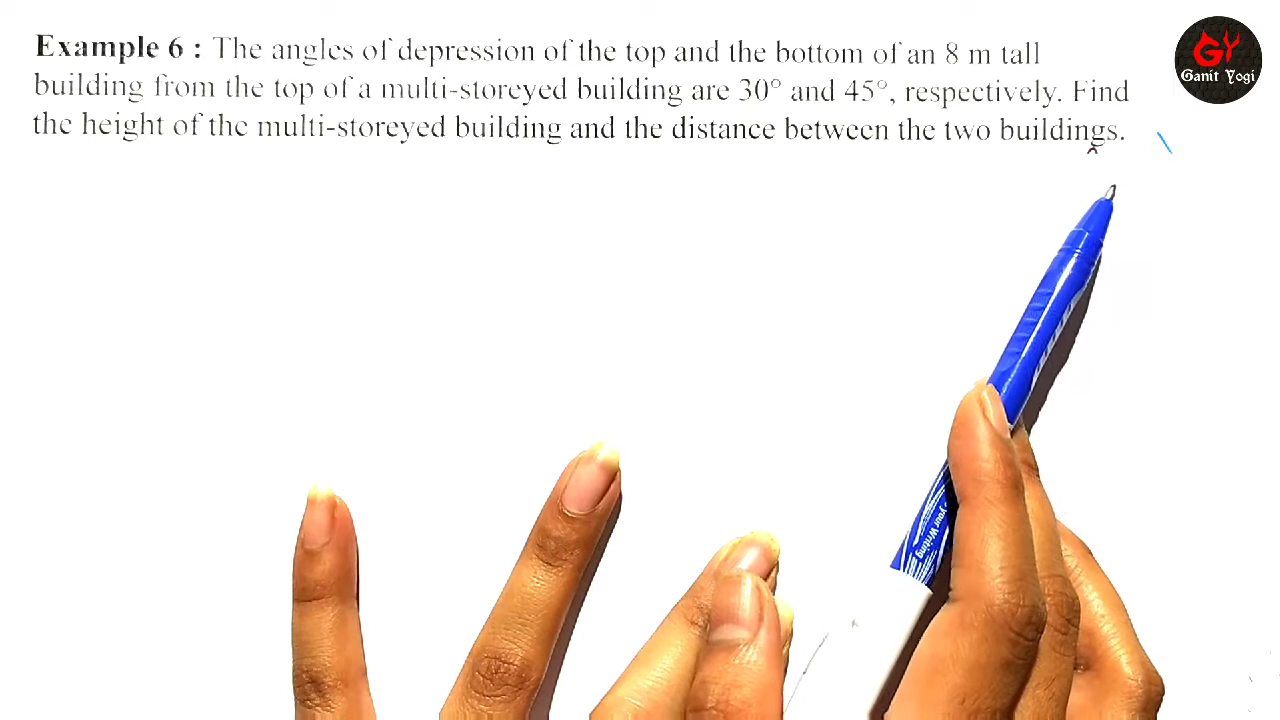 Example 6 : The angles of depression of the top and the bottom of an 8 m tall
building from the top of a multi-storeyed building are 30° and 45°, respectively. Find
the height of the multi-storeyed building and the distance between the two buildings.
GY
Ganit Yogi
your Writing